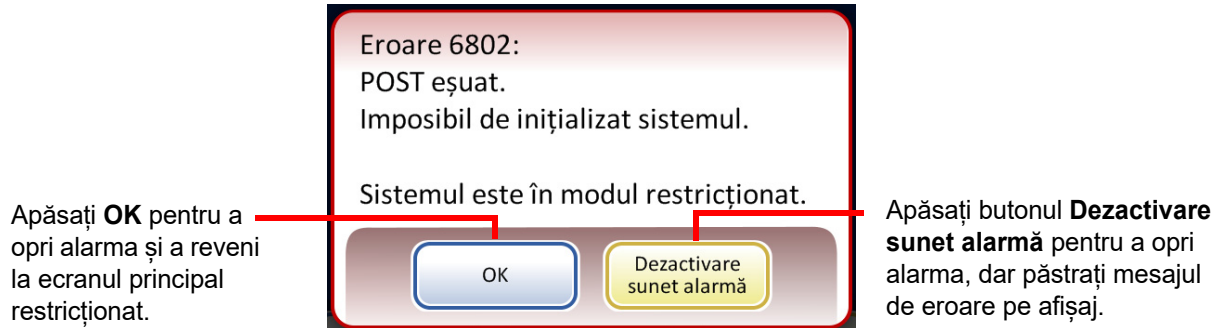 Eroare 6802:
POST eșuat.
Imposibil de inițializat sistemul.
Sistemul este în modul restricționat.
Apăsați OK pentru a
opri alarma și a reveni
la ecranul principal
restricționat.
OK
Dezactivare
sunet alarmă
Apăsați butonul Dezactivare
sunet alarmă pentru a opri
alarma, dar păstrați mesajul
de eroare pe afișaj.